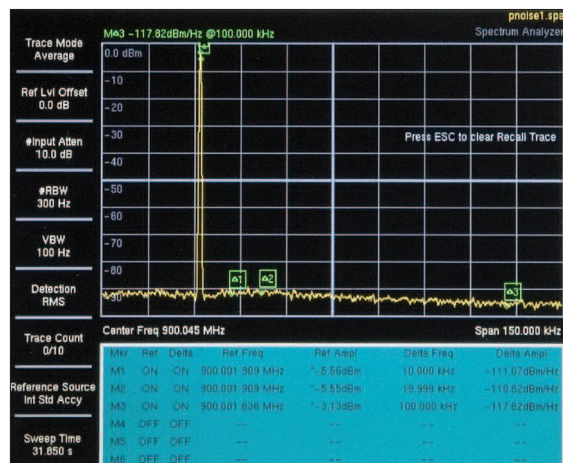 pnoise1.spa
Trace Mode
Average
M▵3 -117.82dBm/Hz @100.000 kHz
Spectrum Analyzer
0.0 dBm
Ref Lvl Offset
0.0 dB
-10
-20
#Input Atten
10.0 dB
-30
Press ESC to clear Recall Trace
-40
#RBW
300 Hz
-50
-60
VBW
100 Hz
-70
-80
▵1
▵2
Detection
RMS
▵3
-90
Trace Count
0/10
Center Freq 900.045 MHz
Span 150.000 kHz
Mkr Ref Delta Ref Freq Ref Ampl Delta Freq Delta Ampl
M1 ON ON 900.001 909 MHz *-5.56dBm 10.000 kHz -111.07dBm/Hz
Reference Source
Int Std Accy
M2 ON ON 900.001 909 MHz *-5.55dBm 19.999 kHz -110.62dBm/Hz
M3 ON ON 900.001 636 MHz *-3.13dBm 100.000 kHz -117.62dBm/Hz
M4 OFF OFF -- -- -- --
Sweep Time
31.850 s
M5 OFF OFF -- -- -- --
M6 OFF OFF -- -- -- --